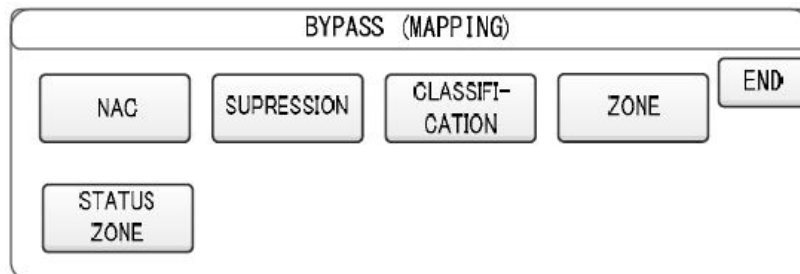 BYPASS (MAPPING)
NAC
SUPRESSION
CLASSIFI-
CATION
ZONE
END
STATUS
ZONE